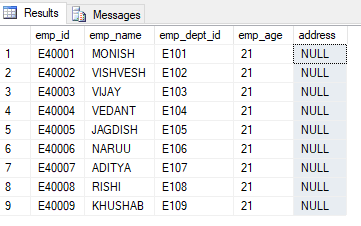 Results Messages
emp_id emp_name emp_dept_id emp_age address
1 E40001 MONISH E101 21 NULL
2 E40002 VISHVESH E102 21 NULL
3 E40003 VIJAY E103 21 NULL
4 E40004 VEDANT E104 21 NULL
5 E40005 JAGDISH E105 21 NULL
6 E40006 NARUU E106 21 NULL
7 E40007 ADITYA E107 21 NULL
8 E40008 RISHI E108 21 NULL
9 E40009 KHUSHAB E109 21 NULL